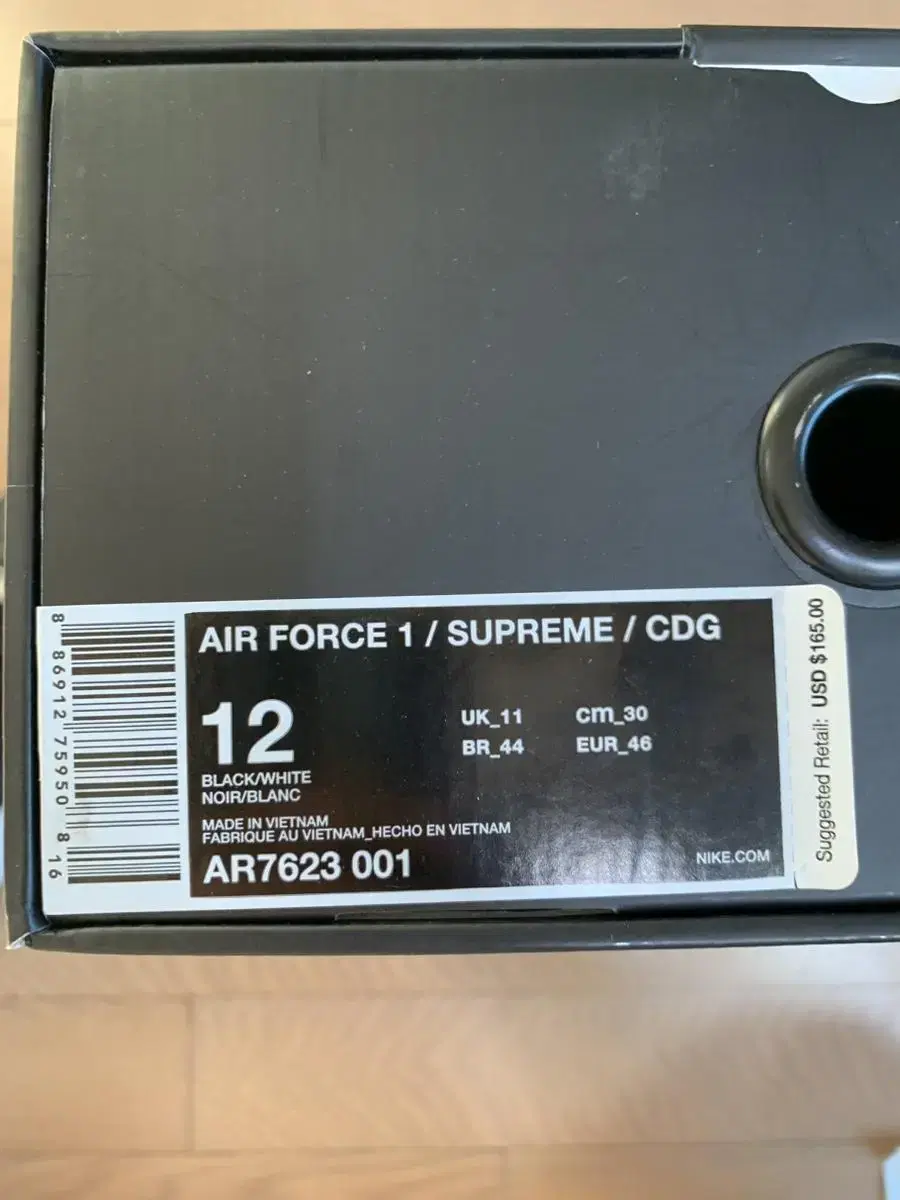 AIR FORCE 1 / SUPREME / CDG
12
UK_11 cm_30
BR_44 EUR_46
BLACK/WHITE
NOIR/BLANC
MADE IN VIETNAM
FABRIQUE AU VIETNAM_HECHO EN VIETNAM
AR7623 001
NIKE.COM
8 86912 75950 8 16
Suggested Retail: USD $165.00